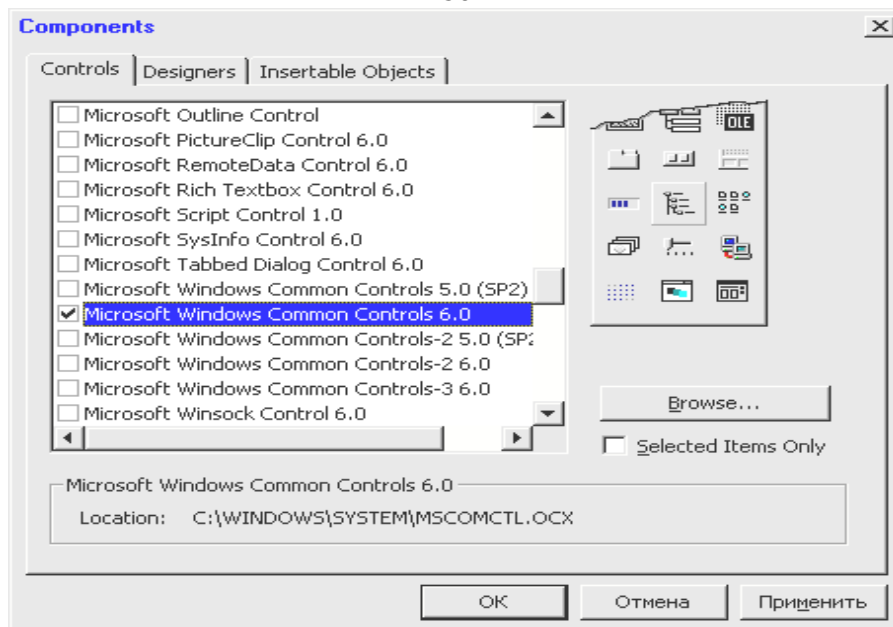 Components
Controls
Designers
Insertable Objects
Microsoft Outline Control
Microsoft PictureClip Control 6.0
Microsoft RemoteData Control 6.0
Microsoft Rich Textbox Control 6.0
Microsoft Script Control 1.0
Microsoft SysInfo Control 6.0
Microsoft Tabbed Dialog Control 6.0
Microsoft Windows Common Controls 5.0 (SP2)
Microsoft Windows Common Controls 6.0
Microsoft Windows Common Controls-2 5.0 (SP2
Microsoft Windows Common Controls-2 6.0
Microsoft Windows Common Controls-3 6.0
Microsoft Winsock Control 6.0
OLE
Browse...
Selected Items Only
Microsoft Windows Common Controls 6.0
Location: C:\WINDOWS\SYSTEM\MSCOMCTL.OCX
OK
Отмена
Применить